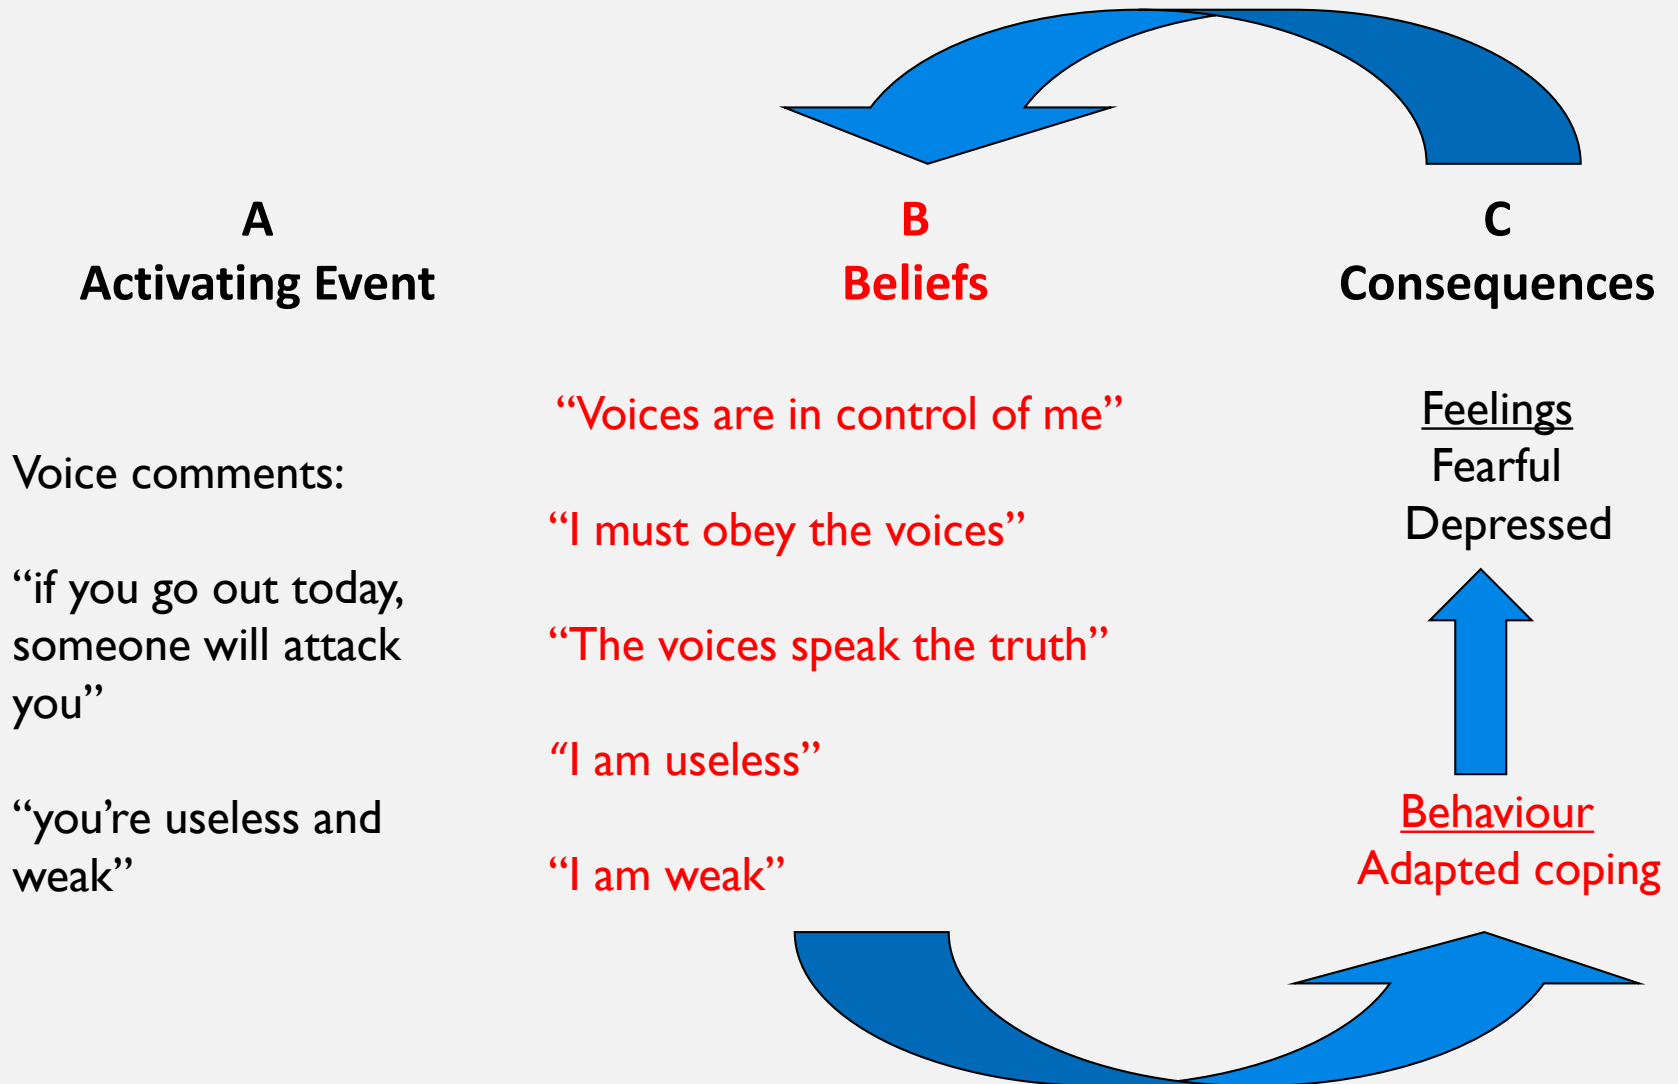 A
Activating Event
B
Beliefs
C
Consequences
Voice comments:
“if you go out today,
someone will attack
you”
“you’re useless and
weak”
“Voices are in control of me”
“I must obey the voices”
“The voices speak the truth”
“I am useless”
“I am weak”
Feelings
Fearful
Depressed
Behaviour
Adapted coping